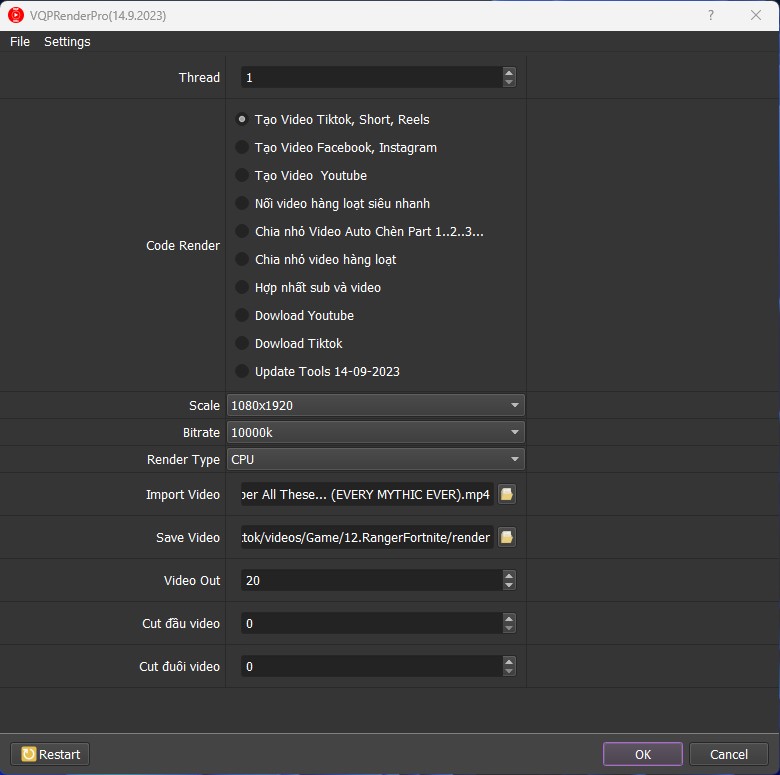 VQPRenderPro(14.9.2023)
File Settings
Thread 1
Code Render
Tạo Video Tiktok, Short, Reels
Tạo Video Facebook, Instagram
Tạo Video  Youtube
Nối video hàng loạt siêu nhanh
Chia nhỏ Video Auto Chèn Part 1..2..3...
Chia nhỏ video hàng loạt
Hợp nhất sub và video
Dowload Youtube
Dowload Tiktok
Update Tools 14-09-2023
Scale 1080x1920
Bitrate 10000k
Render Type CPU
Import Video All These... (EVERY MYTHIC EVER).mp4
Save Video /videos/Game/12.RangerFortnite/render
Video Out 20
Cut đầu video 0
Cut đuôi video 0
Restart OK Cancel